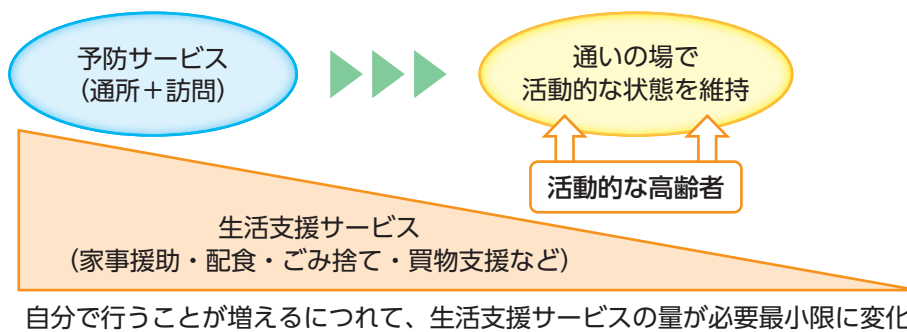 予防サービス
（通所＋訪問）
通いの場で
活動的な状態を維持
活動的な高齢者
生活支援サービス
（家事援助・配食・ごみ捨て・買物支援など）
自分で行うことが増えるにつれて、生活支援サービスの量が必要最小限に変化